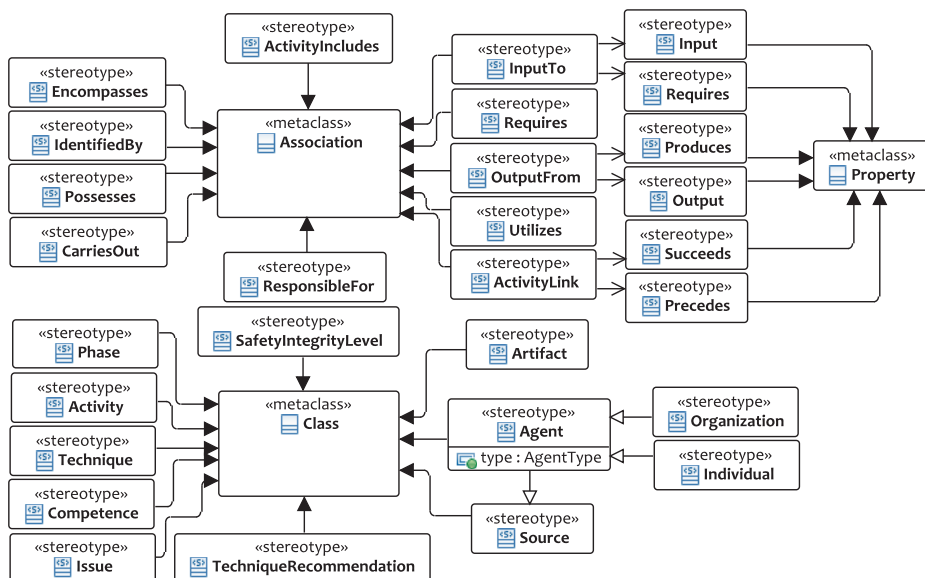 «stereotype»
ActivityIncludes
«stereotype»
Encompasses
«stereotype»
IdentifiedBy
«stereotype»
Possesses
«stereotype»
CarriesOut
«metaclass»
Association
«stereotype»
ResponsibleFor
«stereotype»
InputTo
«stereotype»
Requires
«stereotype»
OutputFrom
«stereotype»
Utilizes
«stereotype»
ActivityLink
«stereotype»
Input
«stereotype»
Requires
«stereotype»
Produces
«stereotype»
Output
«stereotype»
Succeeds
«stereotype»
Precedes
«metaclass»
Property
«stereotype»
SafetyIntegrityLevel
«stereotype»
Phase
«stereotype»
Activity
«stereotype»
Technique
«stereotype»
Competence
«stereotype»
Issue
«metaclass»
Class
«stereotype»
TechniqueRecommendation
«stereotype»
Artifact
«stereotype»
Agent
type : AgentType
«stereotype»
Source
«stereotype»
Organization
«stereotype»
Individual